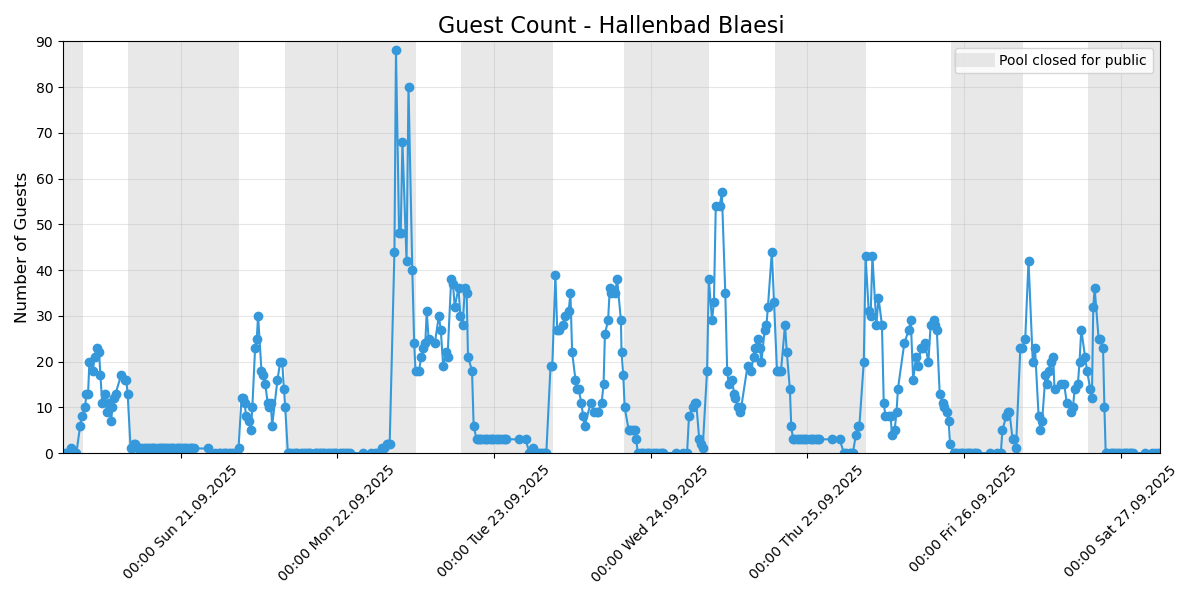 Guest Count - Hallenbad Blaesi
Pool closed for public
Number of Guests
90
80
70
60
50
40
30
20
10
0
00:00 Sun 21.09.2025
00:00 Mon 22.09.2025
00:00 Tue 23.09.2025
00:00 Wed 24.09.2025
00:00 Thu 25.09.2025
00:00 Fri 26.09.2025
00:00 Sat 27.09.2025